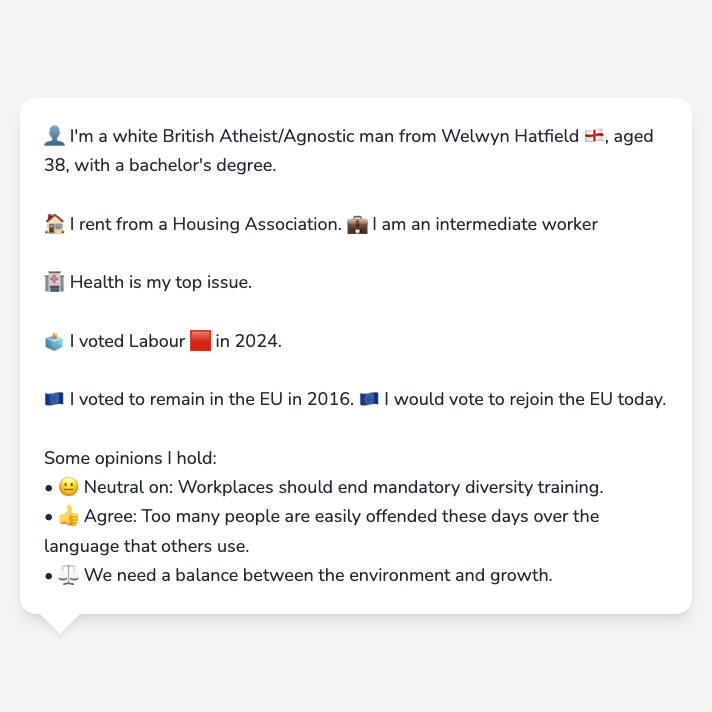 👤 I'm a white British Atheist/Agnostic man from Welwyn Hatfield 🏴󠁧󠁢󠁥󠁮󠁧󠁿, aged
38, with a bachelor's degree.
🏠 I rent from a Housing Association. 💼 I am an intermediate worker
🏥 Health is my top issue.
🗳️ I voted Labour 🟥 in 2024.
🇪🇺 I voted to remain in the EU in 2016. 🇪🇺 I would vote to rejoin the EU today.
Some opinions I hold:
• 😐 Neutral on: Workplaces should end mandatory diversity training.
• 👍 Agree: Too many people are easily offended these days over the
language that others use.
• ⚖️ We need a balance between the environment and growth.